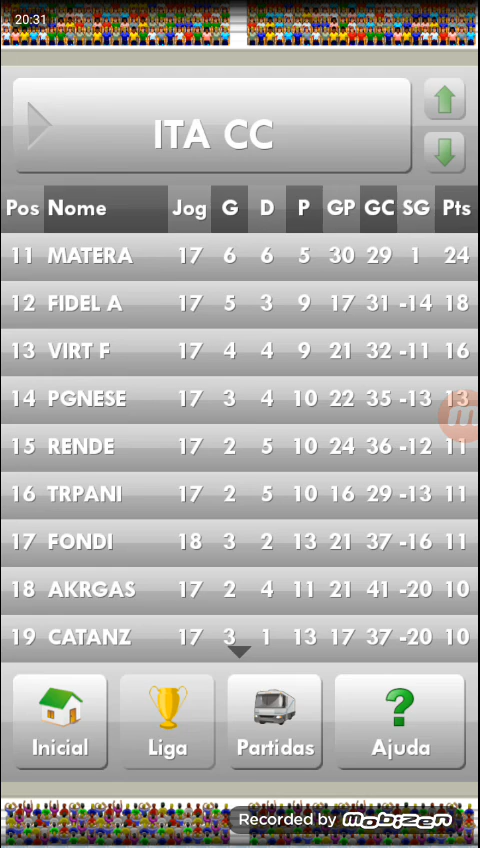 20:31
ITA CC
Pos Nome Jog G D P GP GC SG Pts
11 MATERA 17 6 6 5 30 29 1 24
12 FIDEL A 17 5 3 9 17 31 -14 18
13 VIRT F 17 4 4 9 21 32 -11 16
14 PGNESE 17 3 4 10 22 35 -13 13
15 RENDE 17 2 5 10 24 36 -12 11
16 TRPANI 17 2 5 10 16 29 -13 11
17 FONDI 18 3 2 13 21 37 -16 11
18 AKRGAS 17 2 4 11 21 41 -20 10
19 CATANZ 17 3 1 13 17 37 -20 10
Inicial Liga Partidas Ajuda
Recorded by mobizen